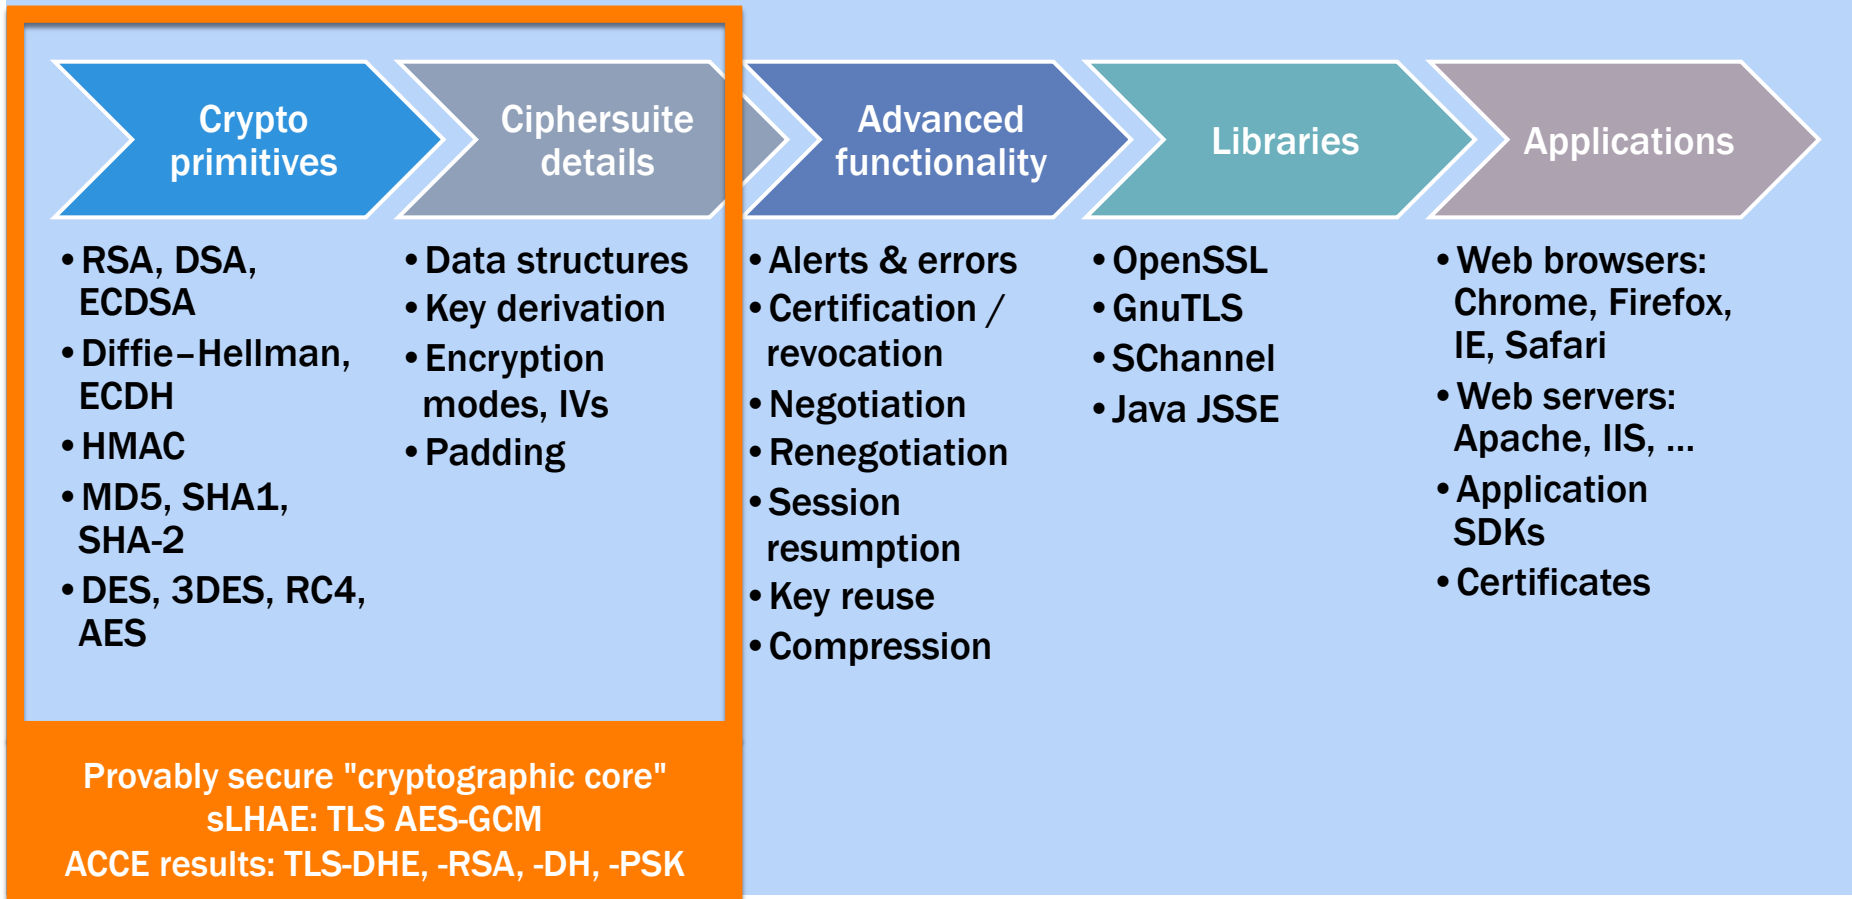 Crypto
primitives
• RSA, DSA,
ECDSA
• Diffie–Hellman,
ECDH
• HMAC
• MD5, SHA1,
SHA-2
• DES, 3DES, RC4,
AES
Ciphersuite
details
• Data structures
• Key derivation
• Encryption
modes, IVs
• Padding
Advanced
functionality
• Alerts & errors
• Certification /
revocation
• Negotiation
• Renegotiation
• Session
resumption
• Key reuse
• Compression
Libraries
• OpenSSL
• GnuTLS
• SChannel
• Java JSSE
Applications
• Web browsers:
Chrome, Firefox,
IE, Safari
• Web servers:
Apache, IIS, ...
• Application
SDKs
• Certificates
Provably secure "cryptographic core"
sLHAE: TLS AES-GCM
ACCE results: TLS-DHE, -RSA, -DH, -PSK